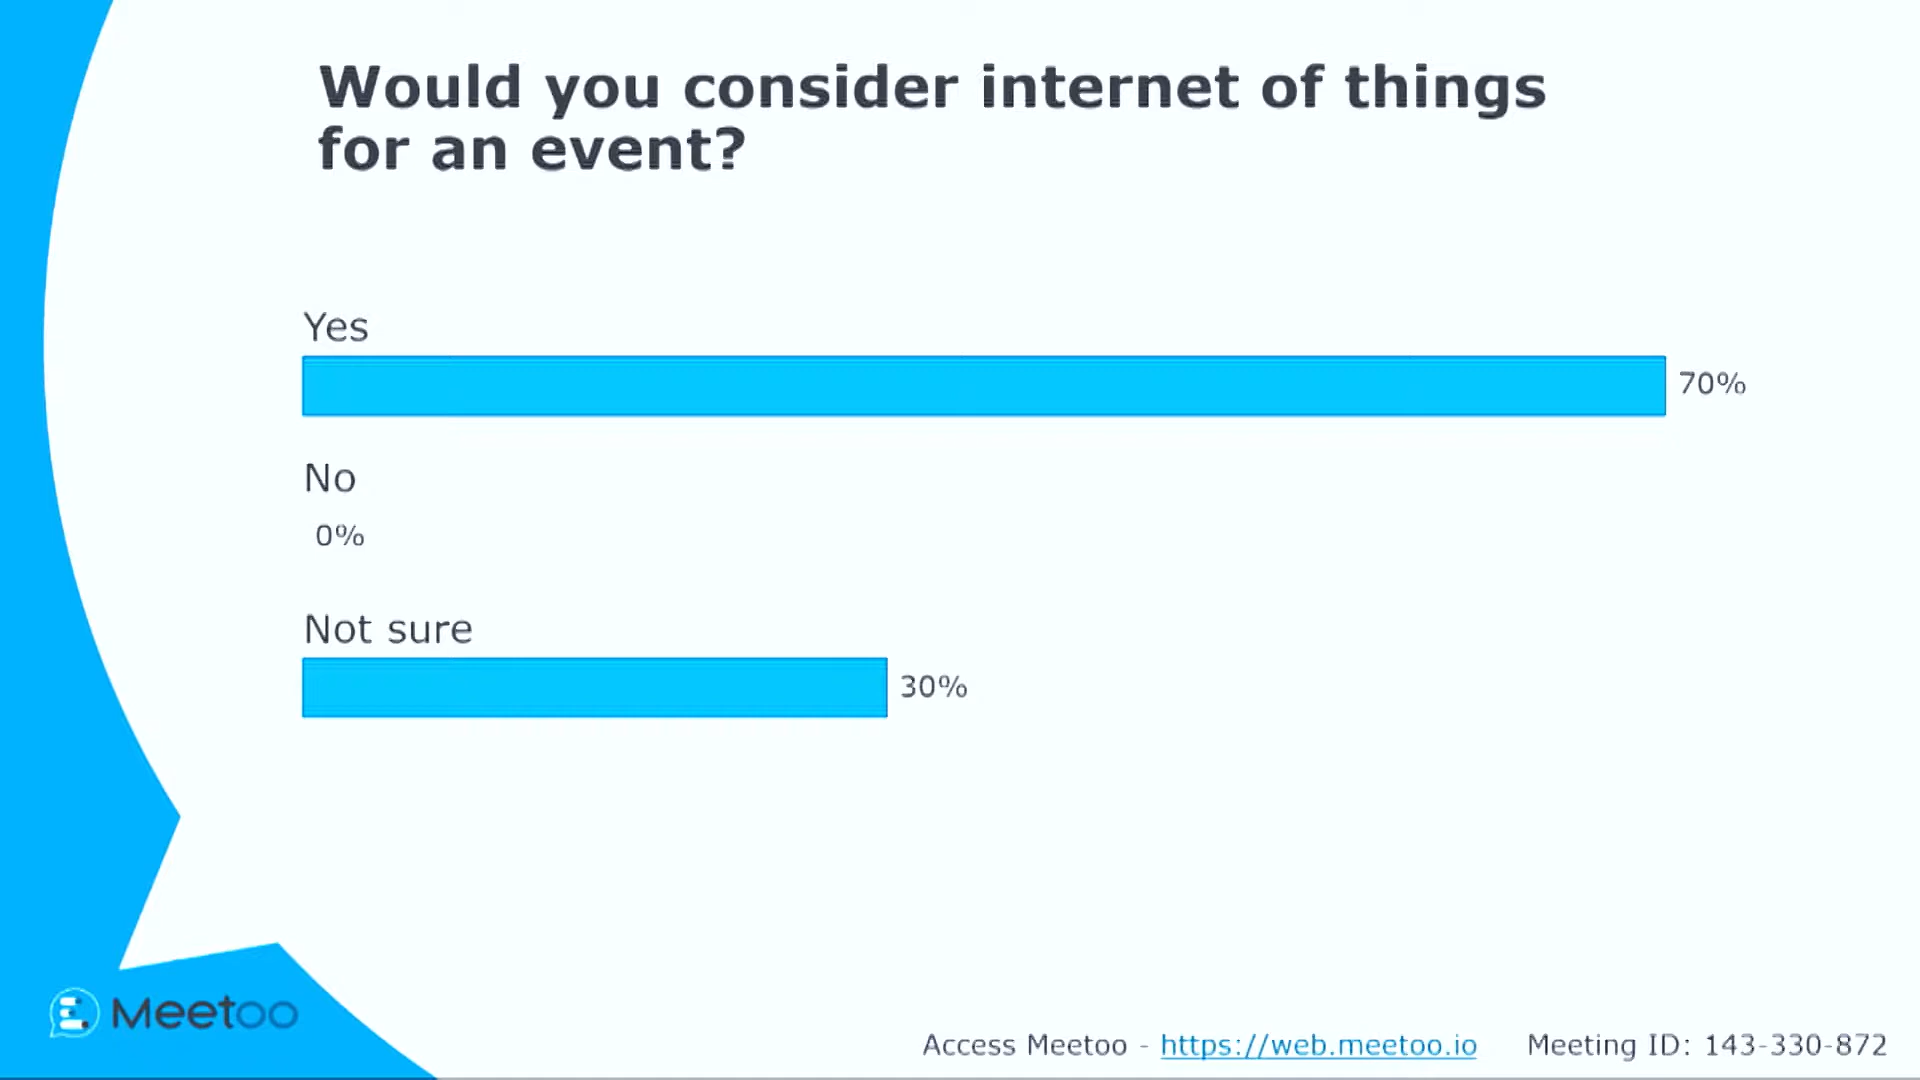 Would you consider internet of things
for an event?
Yes
70%
No
0%
Not sure
30%
Meetoo
Access Meetoo - https://web.meetoo.io Meeting ID: 143-330-872